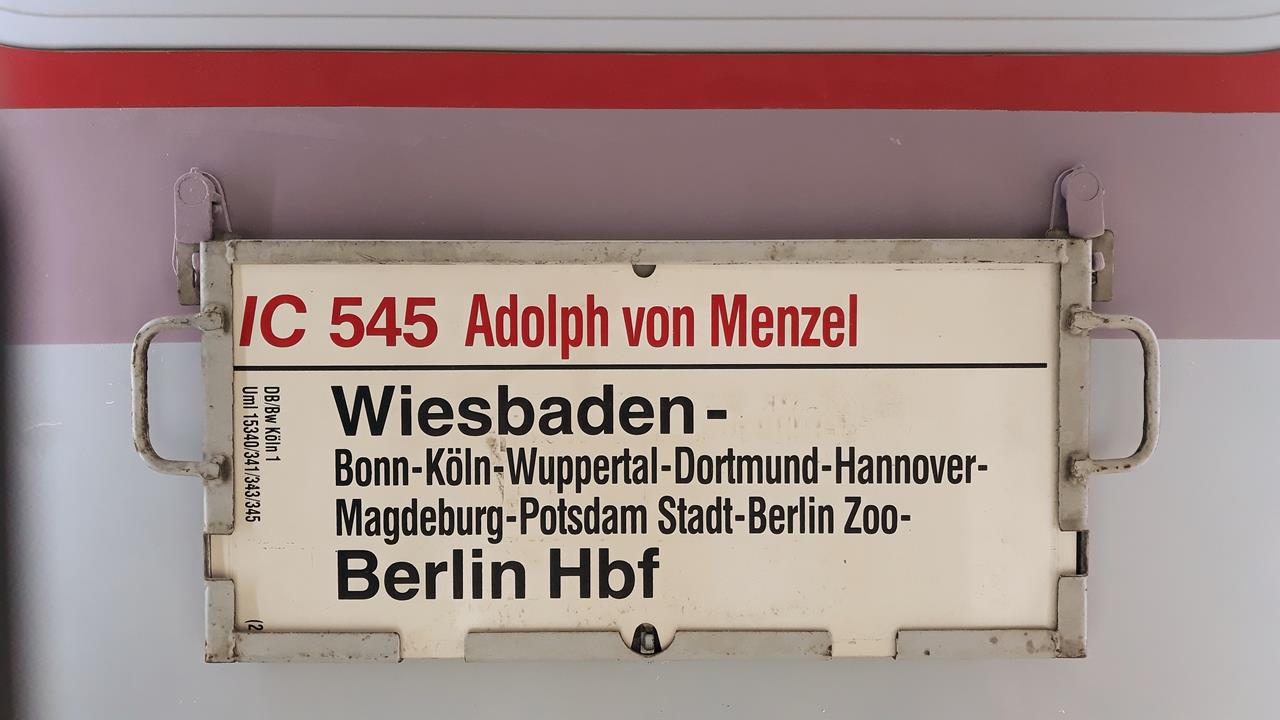 IC 545 Adolph von Menzel
DB/Bw Köln 1
Uml 15340/341/343/345
Wiesbaden-
Bonn-Köln-Wuppertal-Dortmund-Hannover-
Magdeburg-Potsdam Stadt-Berlin Zoo-
Berlin Hbf
(2